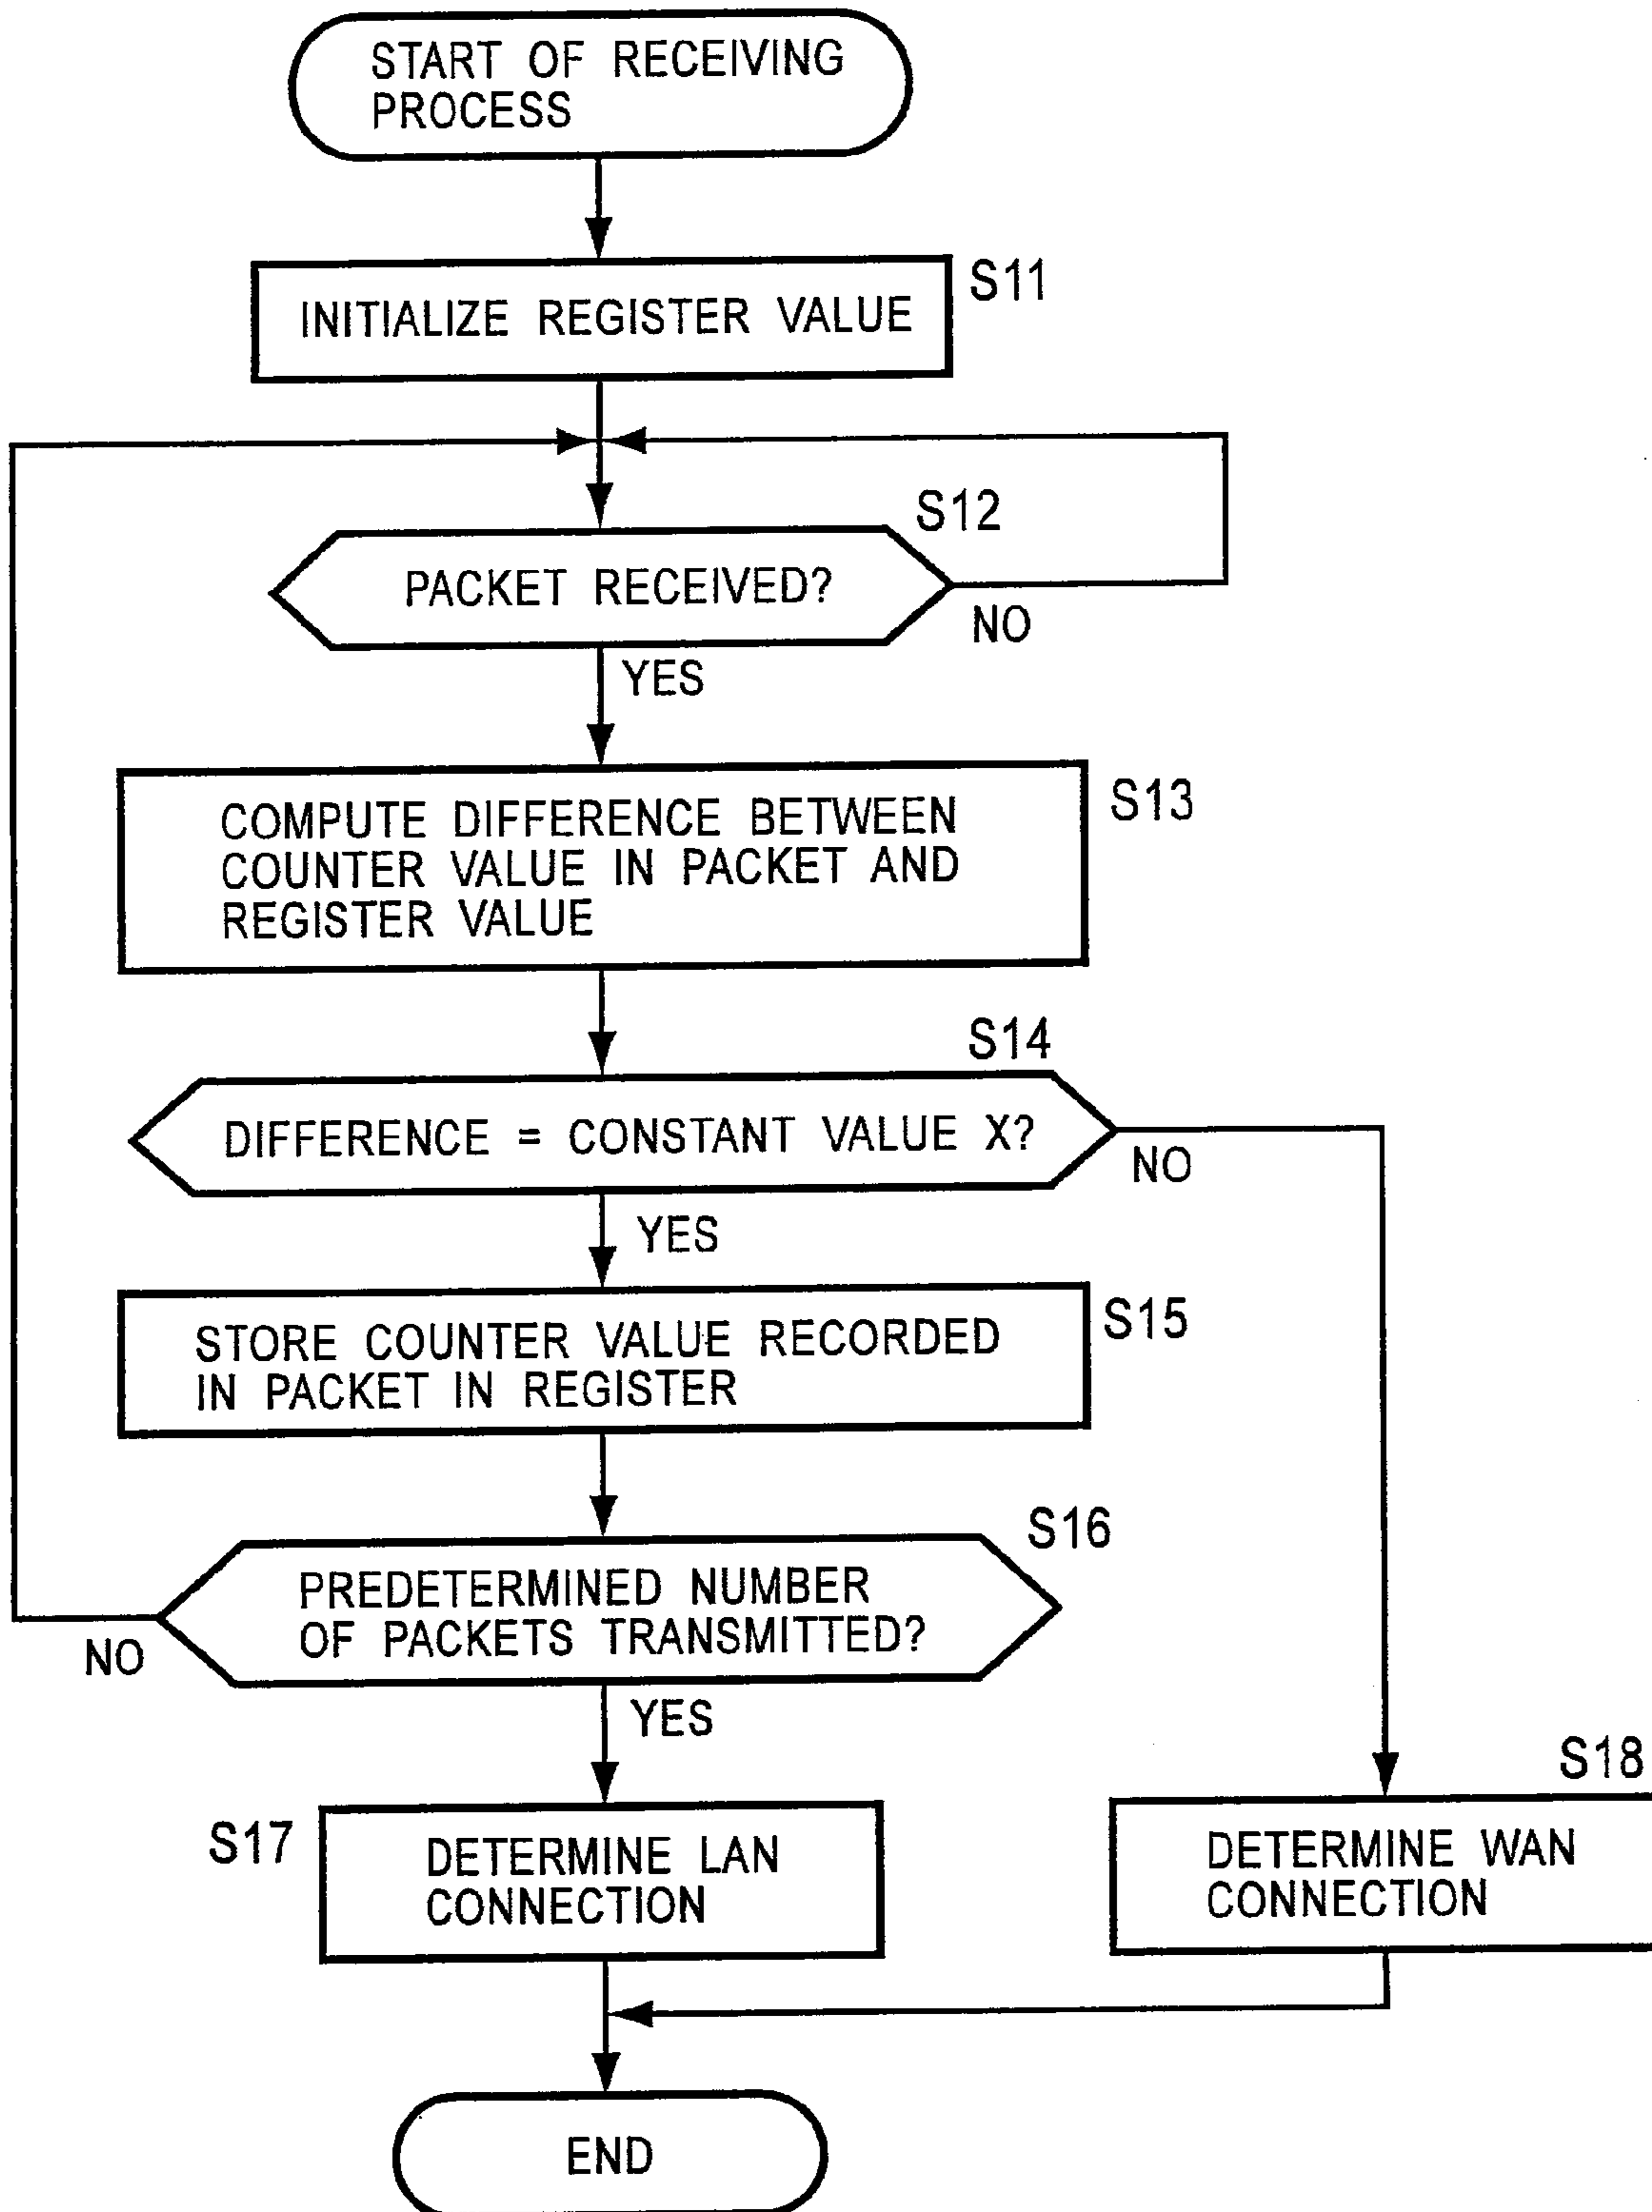 START OF RECEIVING
PROCESS
S11
INITIALIZE REGISTER VALUE
S12
PACKET RECEIVED?
NO
YES
S13
COMPUTE DIFFERENCE BETWEEN
COUNTER VALUE IN PACKET AND
REGISTER VALUE
S14
DIFFERENCE = CONSTANT VALUE X?
NO
YES
S15
STORE COUNTER VALUE RECORDED
IN PACKET IN REGISTER
S16
PREDETERMINED NUMBER
OF PACKETS TRANSMITTED?
NO
YES
S17
DETERMINE LAN
CONNECTION
S18
DETERMINE WAN
CONNECTION
END